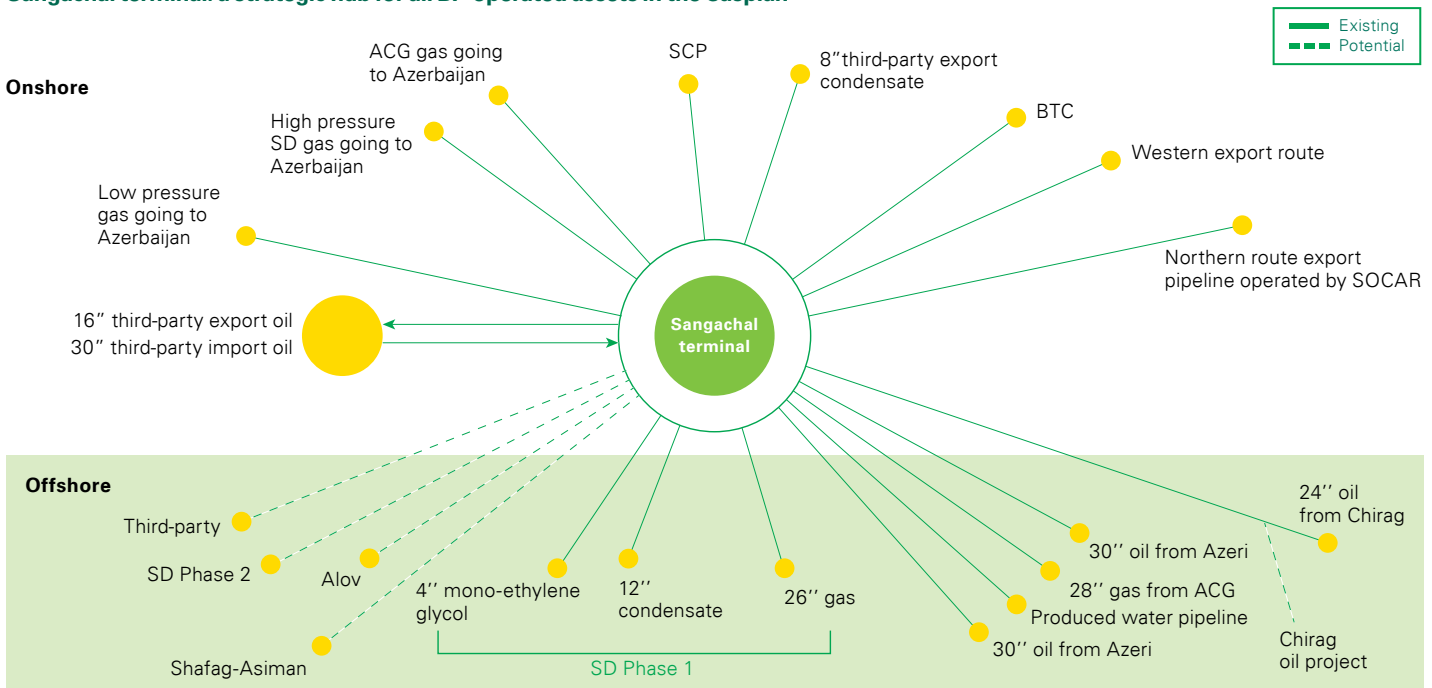 Existing
Potential
Onshore
ACG gas going
to Azerbaijan
SCP
8”third-party export
condensate
High pressure
SD gas going to
Azerbaijan
BTC
Western export route
Low pressure
gas going to
Azerbaijan
Northern route export
pipeline operated by SOCAR
16” third-party export oil
30” third-party import oil
Sangachal
terminal
Offshore
Third-party
SD Phase 2
Alov
Shafag-Asiman
4’’ mono-ethylene
glycol
12’’
condensate
26’’ gas
SD Phase 1
24’’ oil
from Chirag
30’’ oil from Azeri
28’’ gas from ACG
Produced water pipeline
30’’ oil from Azeri
Chirag
oil project